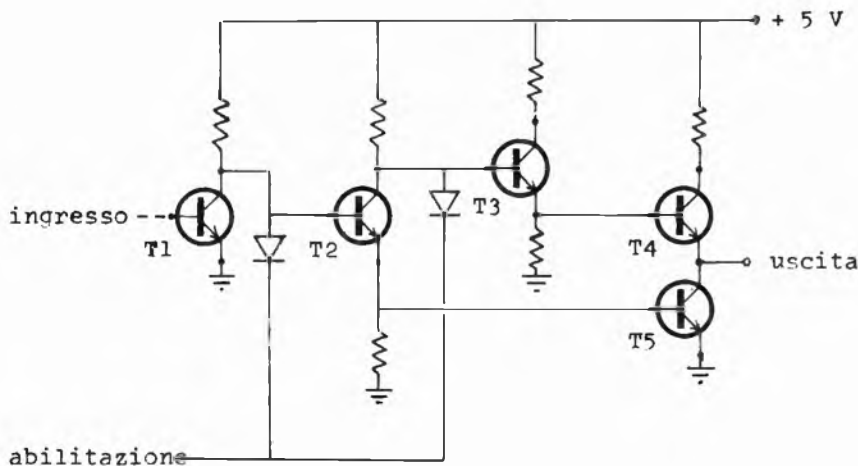 + 5 V
T3
ingresso
T1
T2
T4
uscita
T5
abilitazione